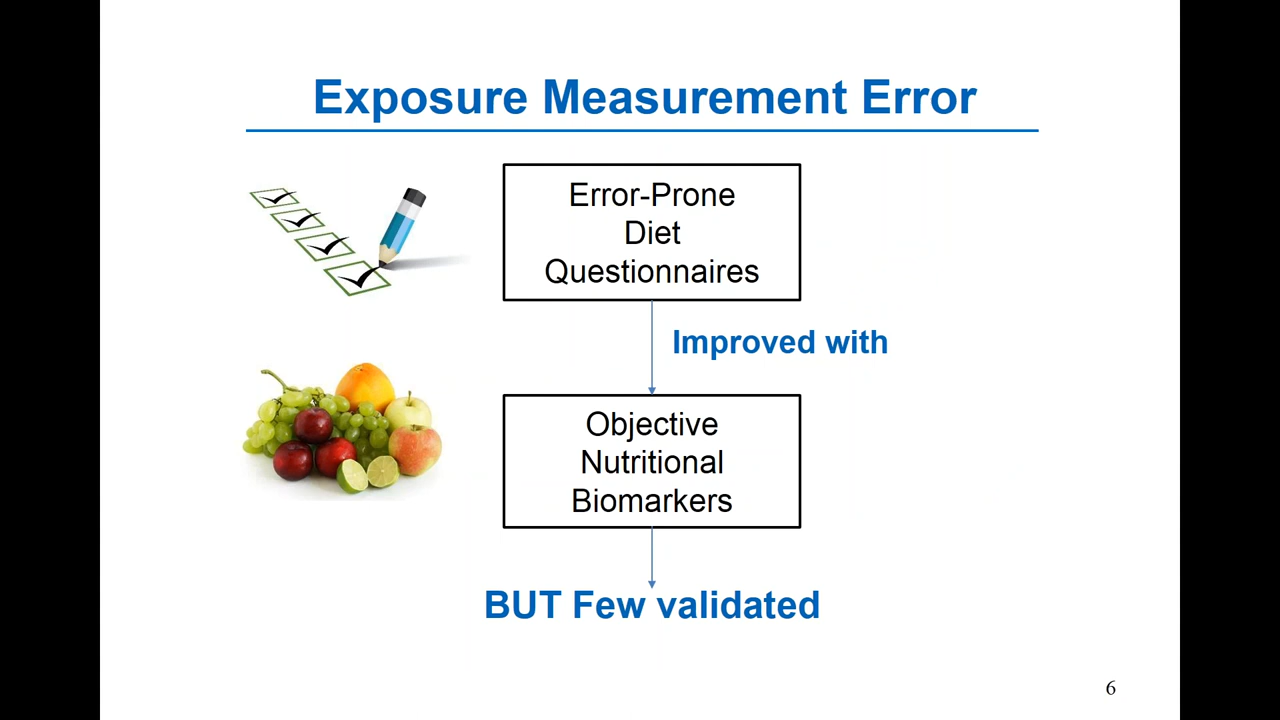 Exposure Measurement Error
Error-Prone
Diet
Questionnaires
Improved with
Objective
Nutritional
Biomarkers
BUT Few validated
6